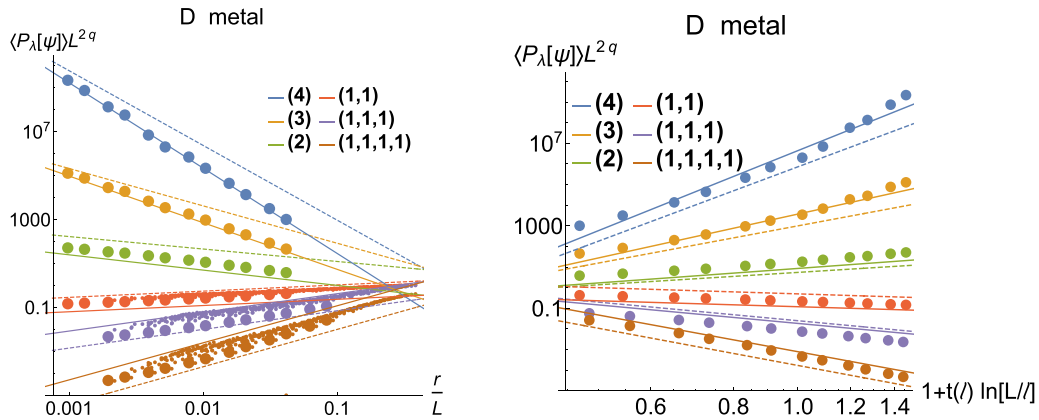 D metal
⟨P_λ[ψ]⟩L^{2 q}
(4) (1,1)
(3) (1,1,1)
(2) (1,1,1,1)
10^7
1000
0.1
0.001 0.01 0.1
r/L
D metal
⟨P_λ[ψ]⟩L^{2 q}
(4) (1,1)
(3) (1,1,1)
(2) (1,1,1,1)
10^7
1000
0.1
0.6 0.8 1.0 1.2 1.4
1+t(l) ln[L/l]